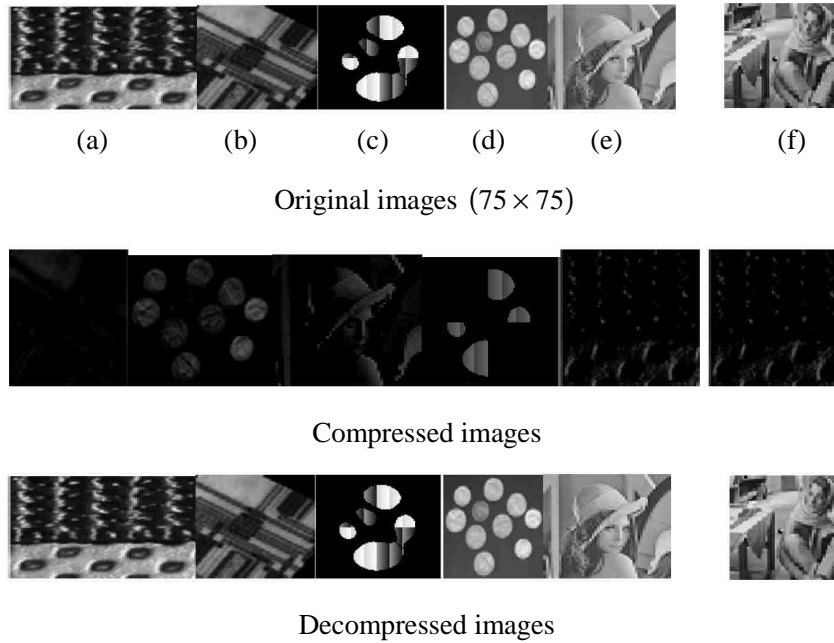 (a) (b) (c) (d) (e) (f)
Original images (75 × 75)
Compressed images
Decompressed images